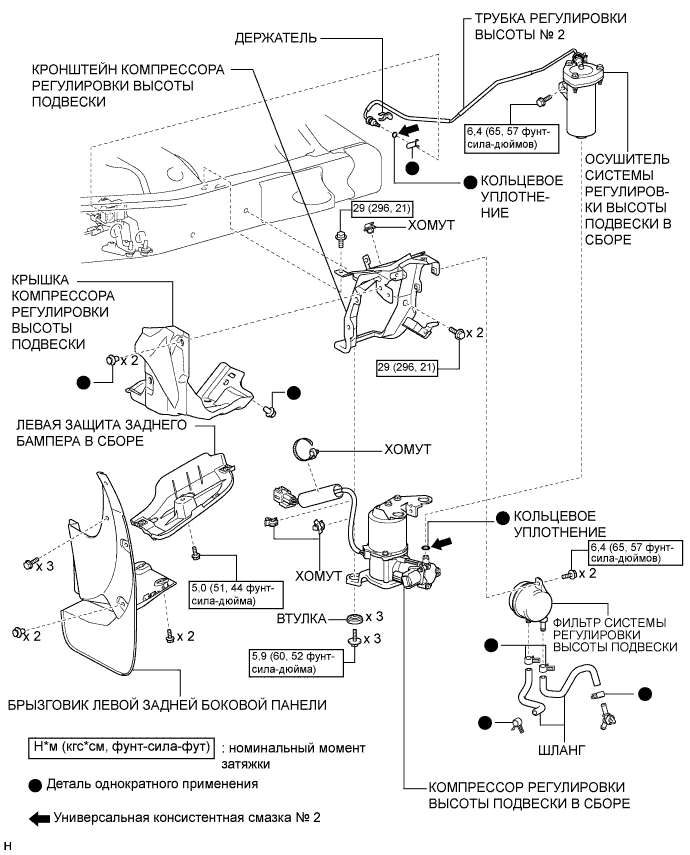 ТРУБКА РЕГУЛИРОВКИ
ВЫСОТЫ № 2
ДЕРЖАТЕЛЬ
КРОНШТЕЙН КОМПРЕССОРА
РЕГУЛИРОВКИ ВЫСОТЫ
ПОДВЕСКИ
6,4 (65, 57 фунт-
сила-дюймов)
ОСУШИТЕЛЬ
СИСТЕМЫ
РЕГУЛИРОВ-
КИ ВЫСОТЫ
ПОДВЕСКИ В
СБОРЕ
КОЛЬЦЕВОЕ
УПЛОТНЕ-
НИЕ
29 (296, 21)
ХОМУТ
КРЫШКА
КОМПРЕССОРА
РЕГУЛИРОВКИ
ВЫСОТЫ
ПОДВЕСКИ
x 2
x 2
29 (296, 21)
ЛЕВАЯ ЗАЩИТА ЗАДНЕГО
БАМПЕРА В СБОРЕ
ХОМУТ
КОЛЬЦЕВОЕ
УПЛОТНЕНИЕ
6,4 (65, 57 фунт-
сила-дюймов)
x 2
x 3
5,0 (51, 44 фунт-
сила-дюйма)
ХОМУТ
ВТУЛКА
x 3
x 3
x 2
x 2
5,9 (60, 52 фунт-
сила-дюйма)
ФИЛЬТР СИСТЕМЫ
РЕГУЛИРОВКИ
ВЫСОТЫ ПОДВЕСКИ
БРЫЗГОВИК ЛЕВОЙ ЗАДНЕЙ БОКОВОЙ ПАНЕЛИ
ШЛАНГ
Н*м (кгс*см, фунт-сила-фут)
: номинальный момент
затяжки
Деталь однократного применения
КОМПРЕССОР РЕГУЛИРОВКИ
ВЫСОТЫ ПОДВЕСКИ В СБОРЕ
Универсальная консистентная смазка № 2
H